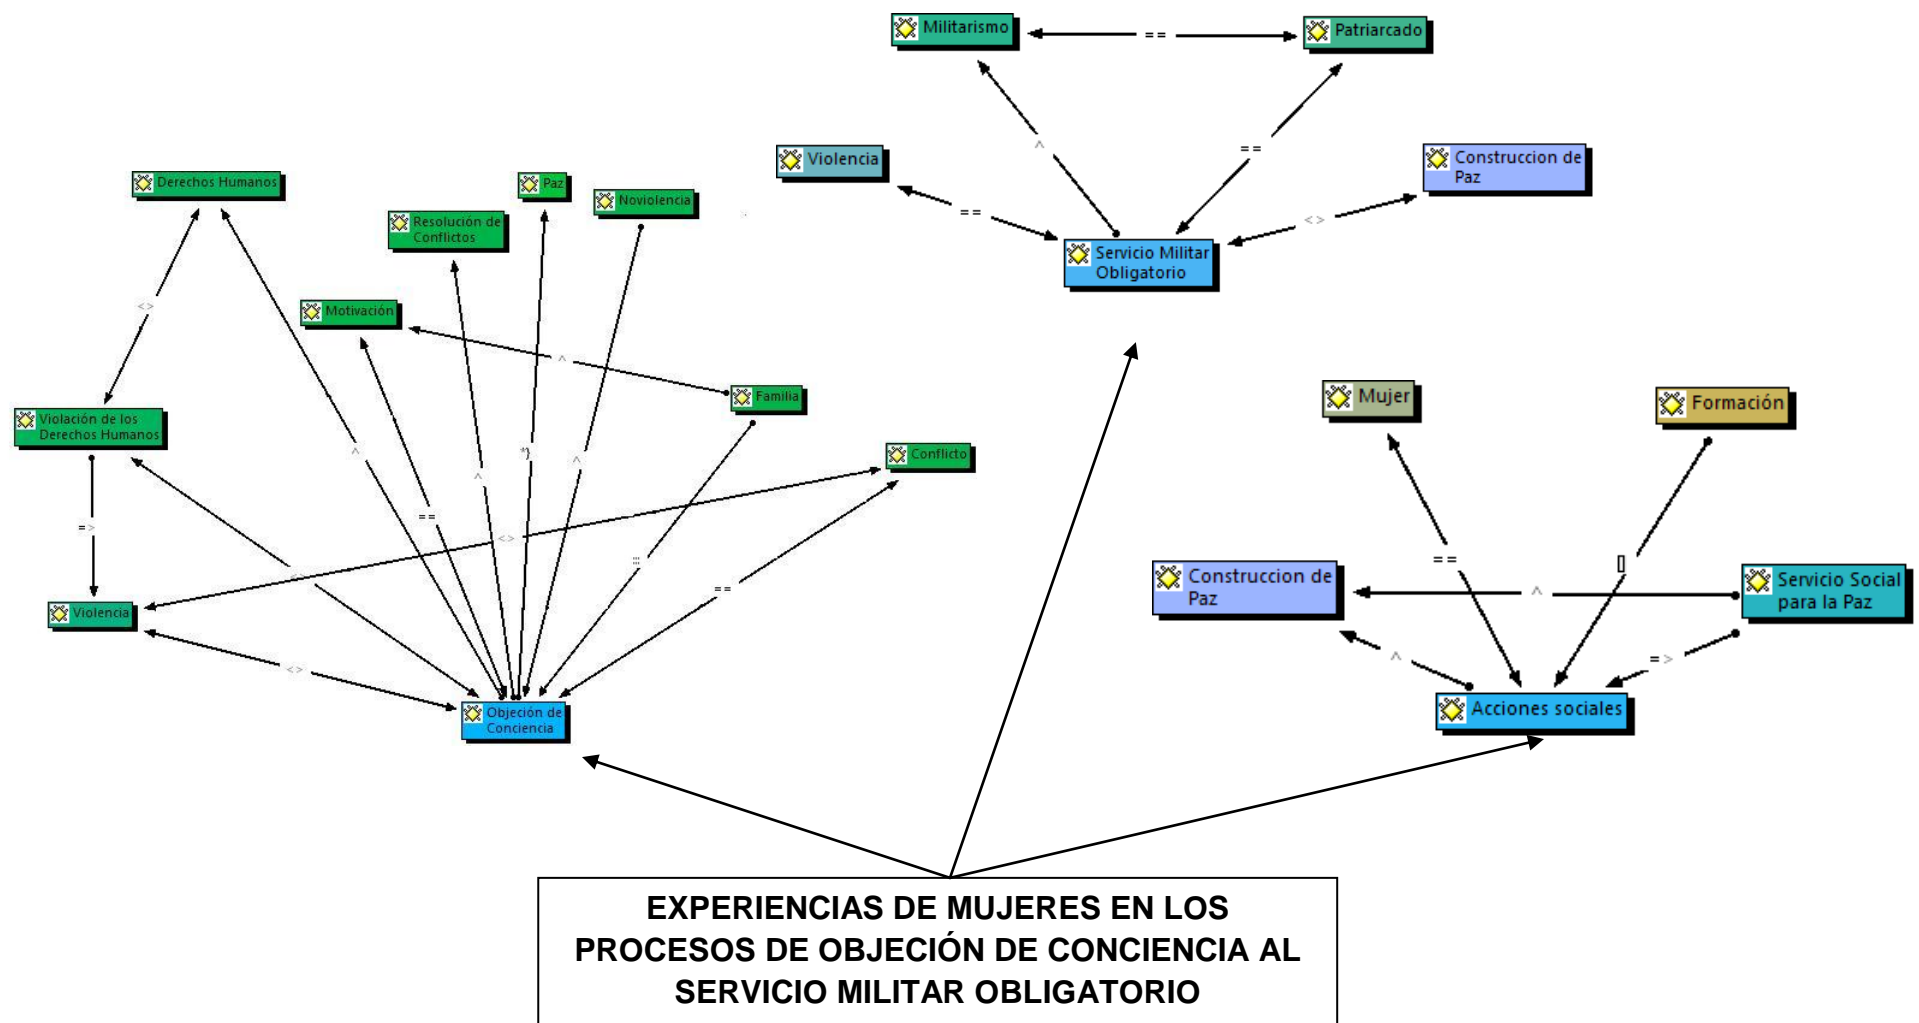 Militarismo
==
Patriarcado
^
==
Violencia
==
Construccion de
Paz
<>
Servicio Militar
Obligatorio
Derechos Humanos
Paz
Noviolencia
Resolución de
Conflictos
<>
Motivación
^
Familia
Violación de los
Derechos Humanos
^
^
*}
^
Conflicto
=>
==
<>
<>
==
Violencia
<>
Objeción de
Conciencia
Mujer
Formación
==
[]
Construccion de
Paz
^
Servicio Social
para la Paz
^
=>
Acciones sociales
EXPERIENCIAS DE MUJERES EN LOS
PROCESOS DE OBJECIÓN DE CONCIENCIA AL
SERVICIO MILITAR OBLIGATORIO